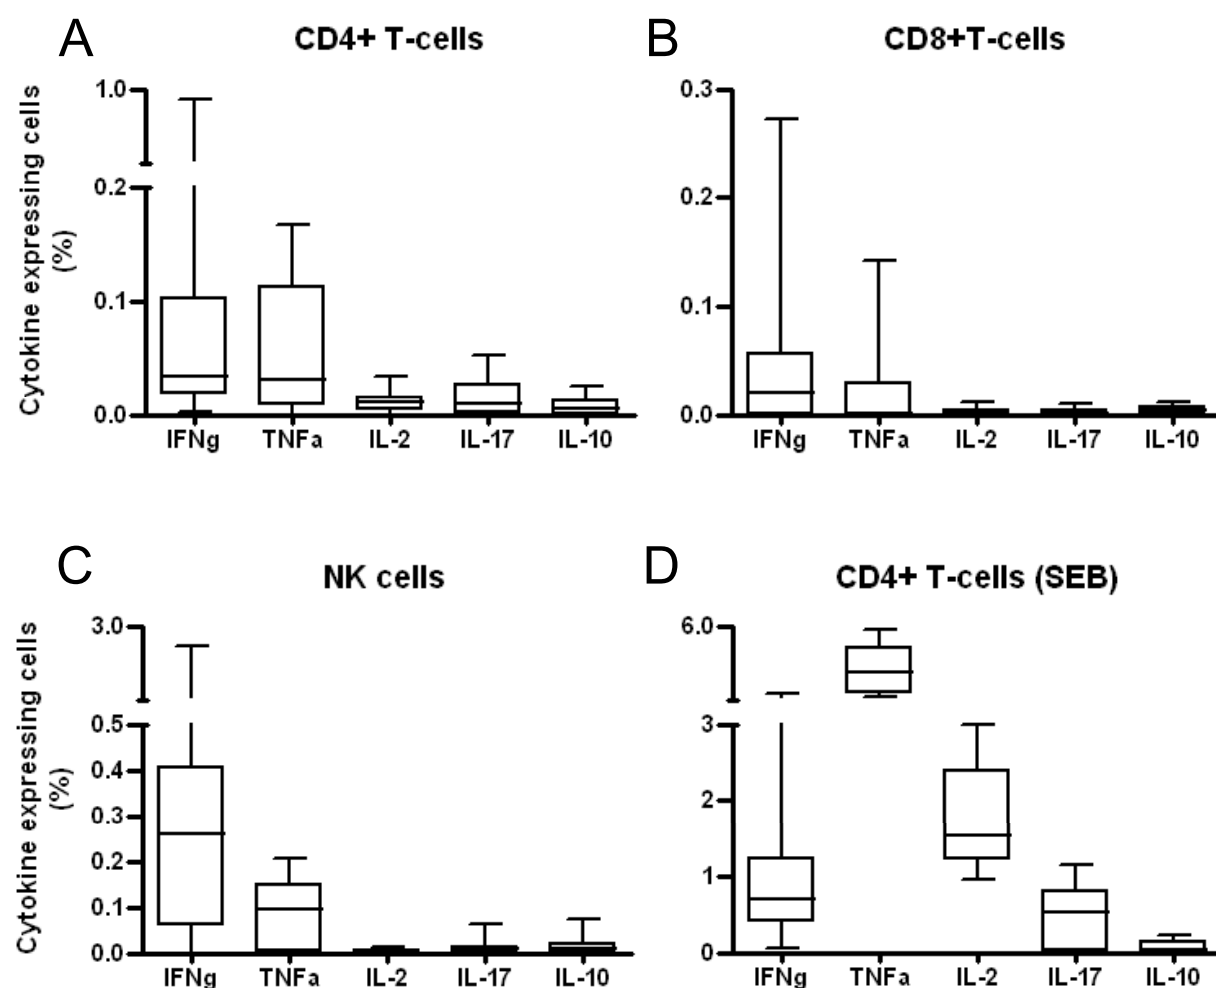 A
CD4+ T-cells
Cytokine expressing cells
(%)
1.0
0.2
0.1
0.0
IFNg TNFa IL-2 IL-17 IL-10
B
CD8+T-cells
0.3
0.2
0.1
0.0
IFNg TNFa IL-2 IL-17 IL-10
C
NK cells
Cytokine expressing cells
(%)
3.0
0.5
0.4
0.3
0.2
0.1
0.0
IFNg TNFa IL-2 IL-17 IL-10
D
CD4+ T-cells (SEB)
6.0
3
2
1
0
IFNg TNFa IL-2 IL-17 IL-10